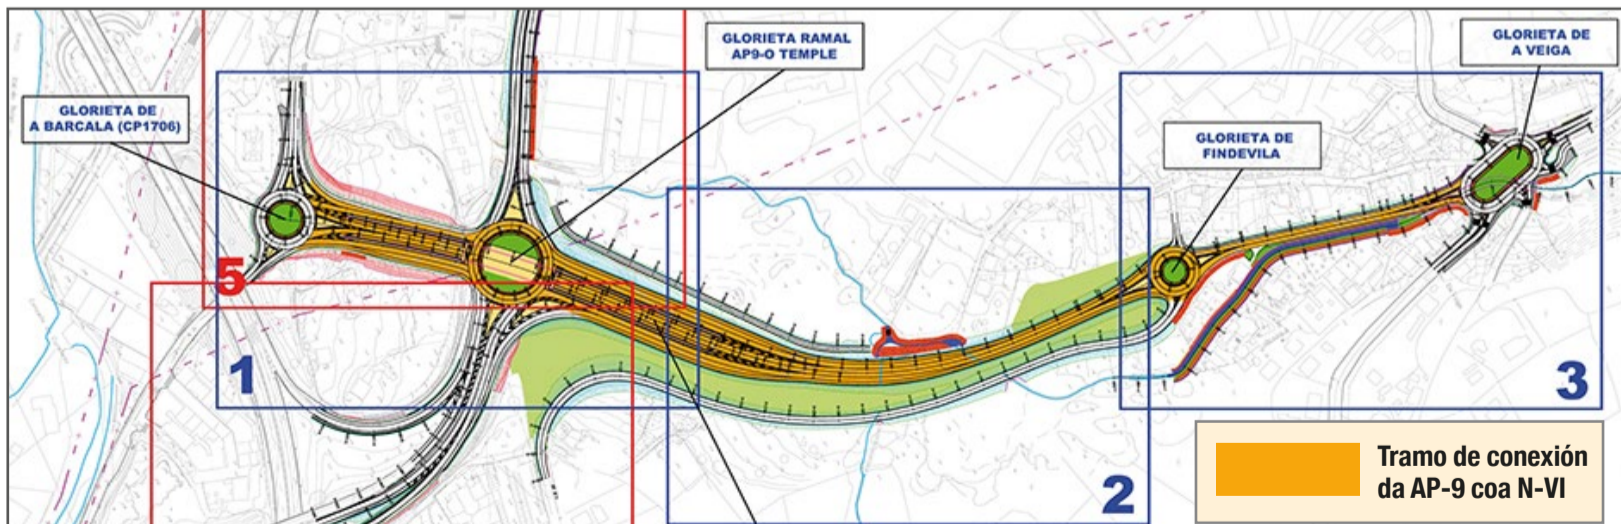 GLORIETA DE
A BARCALA (CP1706)
GLORIETA RAMAL
AP9-O TEMPLE
GLORIETA DE
FINDEVILA
GLORIETA DE
A VEIGA
5
1
2
3
Tramo de conexión
da AP-9 coa N-VI